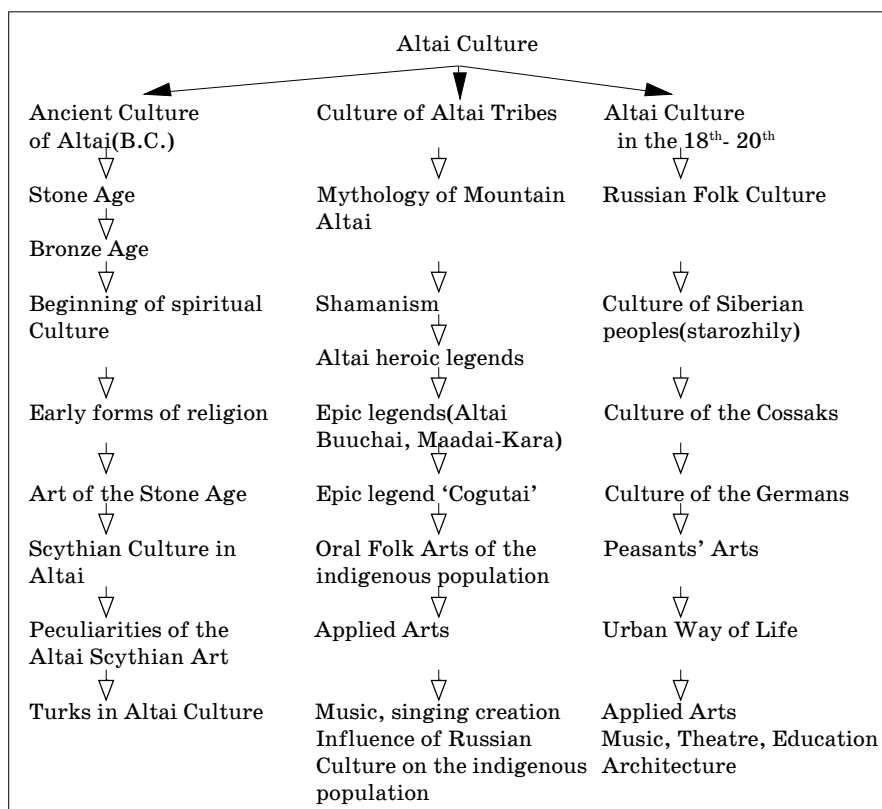 Altai Culture
Ancient Culture
of Altai(B.C.)
Stone Age
Bronze Age
Beginning of spiritual
Culture
Early forms of religion
Art of the Stone Age
Scythian Culture in
Altai
Peculiarities of the
Altai Scythian Art
Turks in Altai Culture
Culture of Altai Tribes
Mythology of Mountain
Altai
Shamanism
Altai heroic legends
Epic legends(Altai
Buuchai, Maadai-Kara)
Epic legend ‘Cogutai’
Oral Folk Arts of the
indigenous population
Applied Arts
Music, singing creation
Influence of Russian
Culture on the indigenous
population
Altai Culture
in the 18th- 20th
Russian Folk Culture
Culture of Siberian
peoples(starozhily)
Culture of the Cossaks
Culture of the Germans
Peasants’ Arts
Urban Way of Life
Applied Arts
Music, Theatre, Education
Architecture